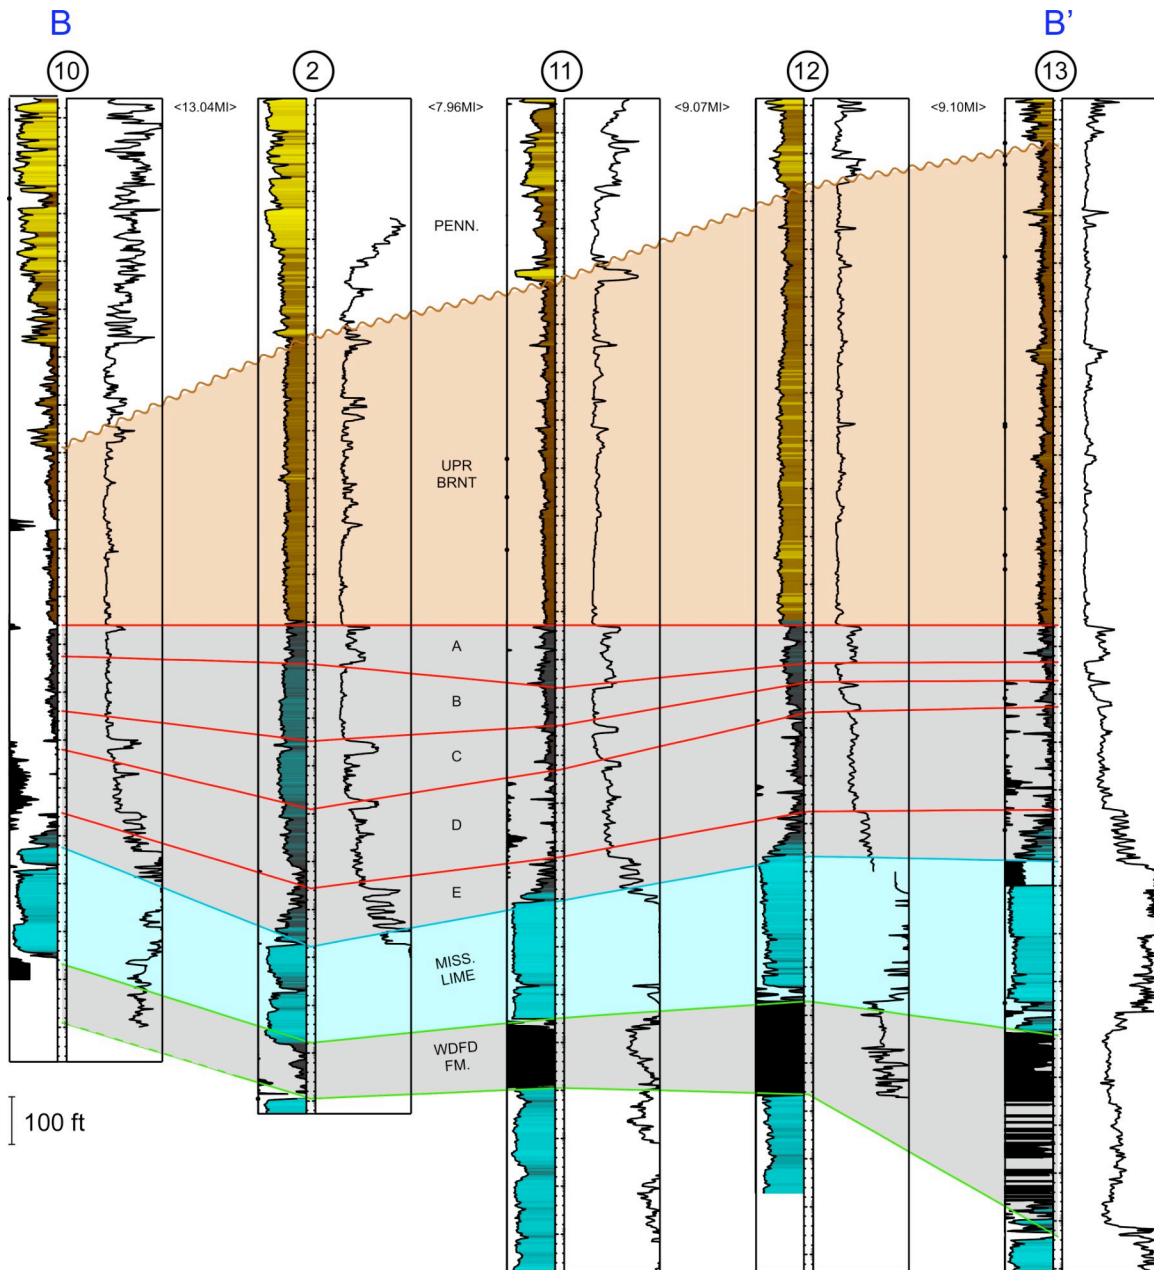 B B’
10 2 11 12 13
<13.04MI> <7.96MI> <9.07MI> <9.10MI>
PENN.
UPR
BRNT
A
B
C
D
E
MISS.
LIME
WDFD
FM.
100 ft